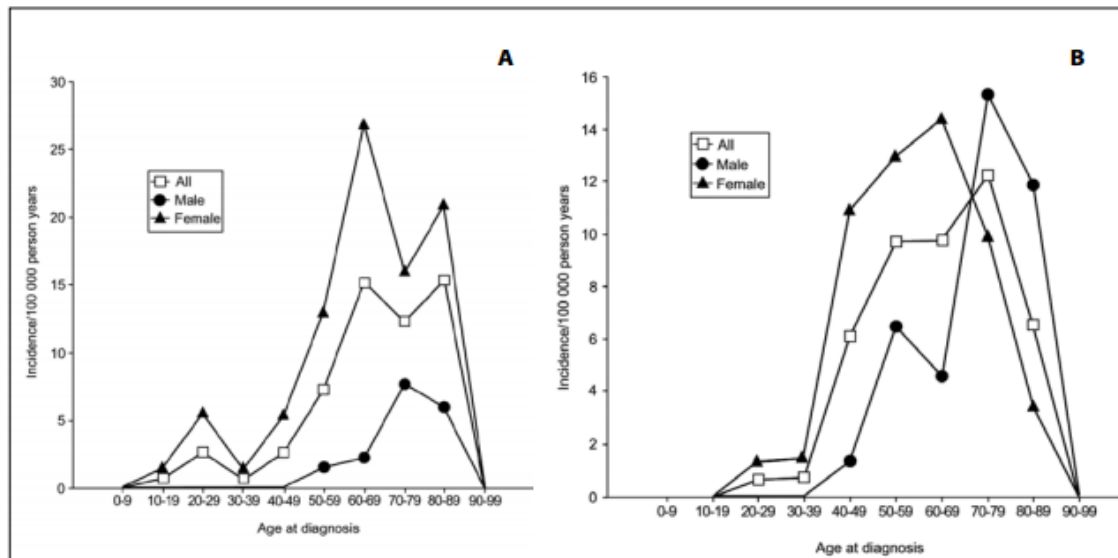 A
30
25
20
15
10
5
0
Incidence/100 000 person years
All
Male
Female
0-9 10-19 20-29 30-39 40-49 50-59 60-69 70-79 80-89 90-99
Age at diagnosis
B
16
14
12
10
8
6
4
2
0
Incidence/100 000 person years
All
Male
Female
0-9 10-19 20-29 30-39 40-49 50-59 60-69 70-79 80-89 90-99
Age at diagnosis